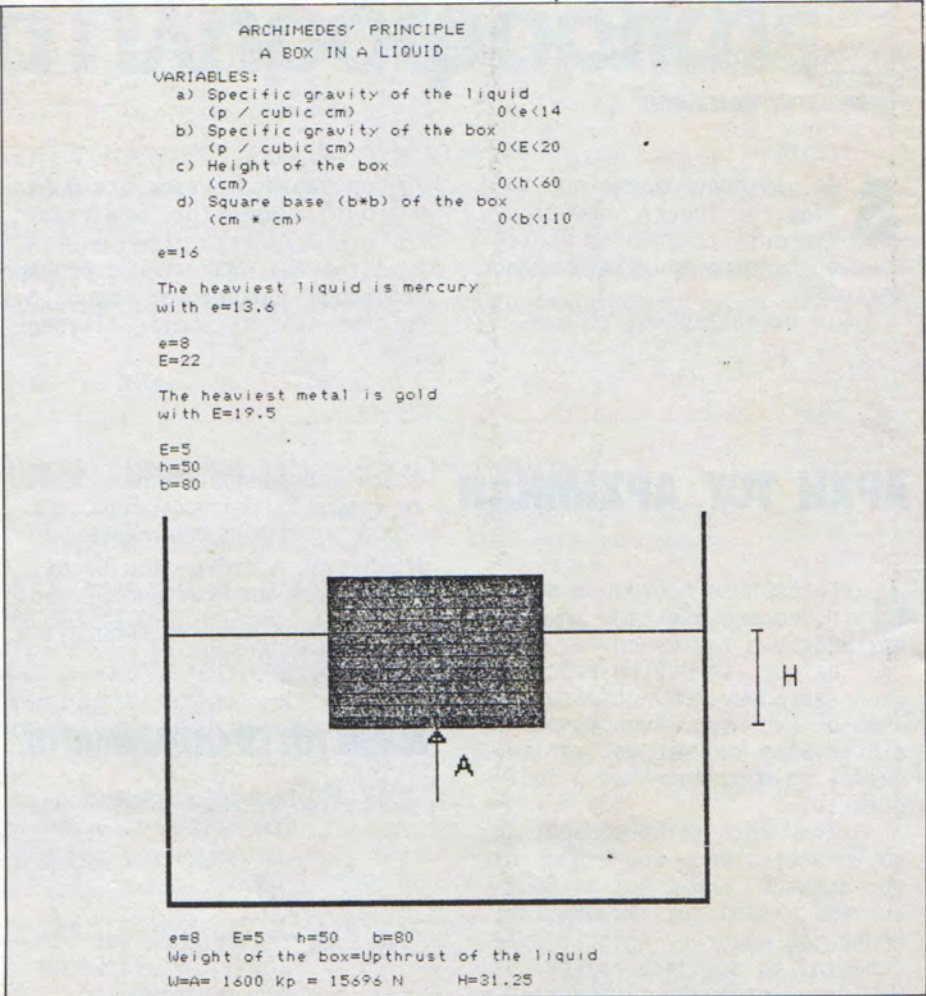 ARCHIMEDES' PRINCIPLE
A BOX IN A LIQUID
VARIABLES:
a) Specific gravity of the liquid
(p / cubic cm) 0<e<14
b) Specific gravity of the box
(p / cubic cm) 0<E<20
c) Height of the box
(cm) 0<h<60
d) Square base (b*b) of the box
(cm * cm) 0<b<110
e=16
The heaviest liquid is mercury
with e=13.6
e=8
E=22
The heaviest metal is gold
with E=19.5
E=5
h=50
b=80
H
A
e=8 E=5 h=50 b=80
Weight of the box=Upthrust of the liquid
W=A= 1600 kp = 15696 N H=31.25